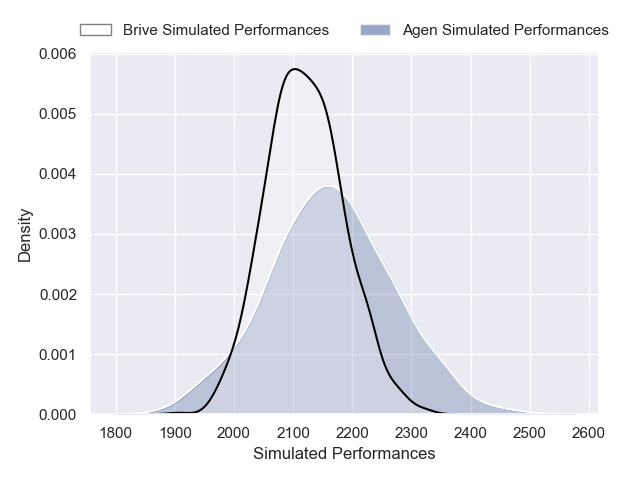 Brive Simulated Performances Agen Simulated Performances
0.006
0.005
0.004
0.003
0.002
0.001
0.000
Density
1800 1900 2000 2100 2200 2300 2400 2500 2600
Simulated Performances